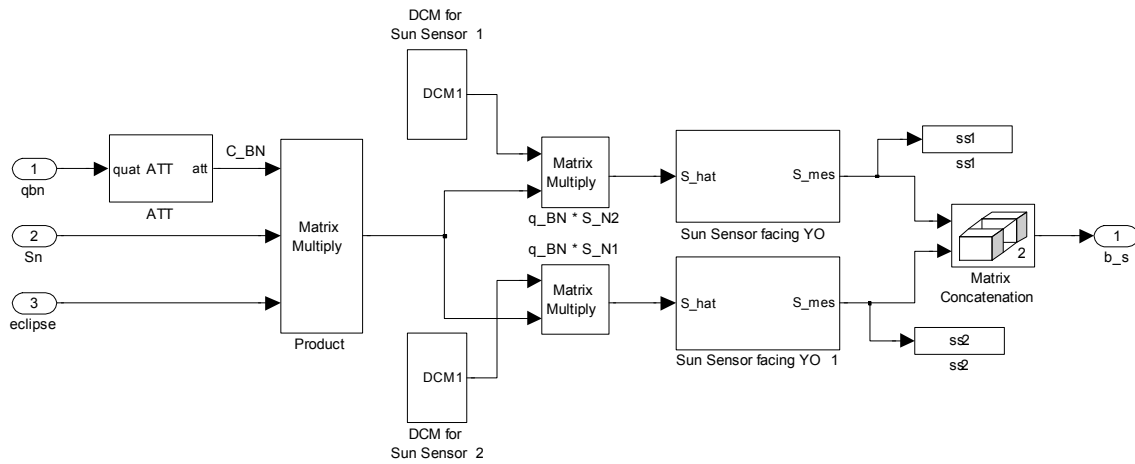 DCM for
Sun Sensor 1
DCM1
1
qbn
quat ATT att
ATT
C_BN
2
Sn
3
eclipse
Matrix
Multiply
Product
Matrix
Multiply
q_BN * S_N2
q_BN * S_N1
Matrix
Multiply
DCM1
DCM for
Sun Sensor 2
S_hat S_mes
Sun Sensor facing YO
S_hat S_mes
Sun Sensor facing YO 1
ss1
ss1
2
Matrix
Concatenation
1
b_s
ss2
ss2